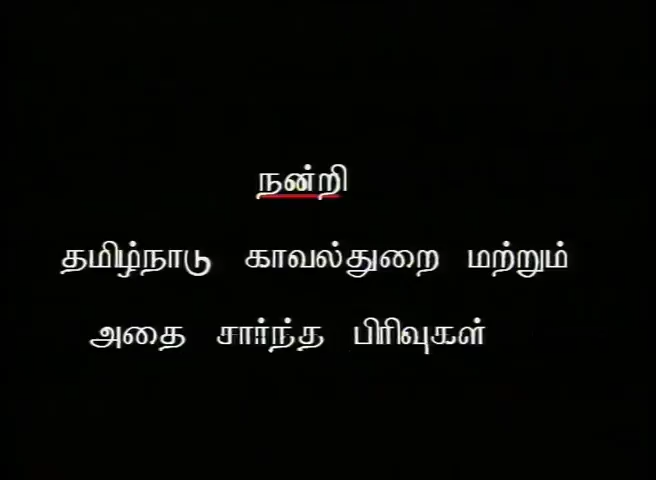 நன்றி
தமிழ்நாடு காவல்துறை மற்றும்
அதை சார்ந்த பிரிவுகள்